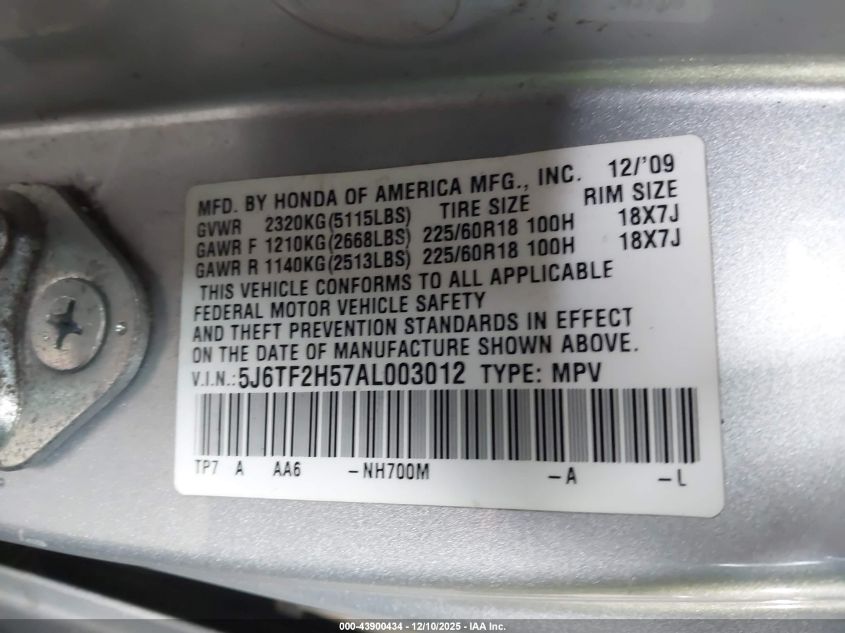 MFD. BY HONDA OF AMERICA MFG., INC. 12/'09
GVWR 2320KG(5115LBS) TIRE SIZE RIM SIZE
GAWR F 1210KG(2668LBS) 225/60R18 100H 18X7J
GAWR R 1140KG(2513LBS) 225/60R18 100H 18X7J
THIS VEHICLE CONFORMS TO ALL APPLICABLE
FEDERAL MOTOR VEHICLE SAFETY
AND THEFT PREVENTION STANDARDS IN EFFECT
ON THE DATE OF MANUFACTURE SHOWN ABOVE.
V.I.N.:5J6TF2H57AL003012 TYPE: MPV
TP7 A AA6 -NH700M -A -L
000-43900434 - 12/10/2025 - IAA Inc.